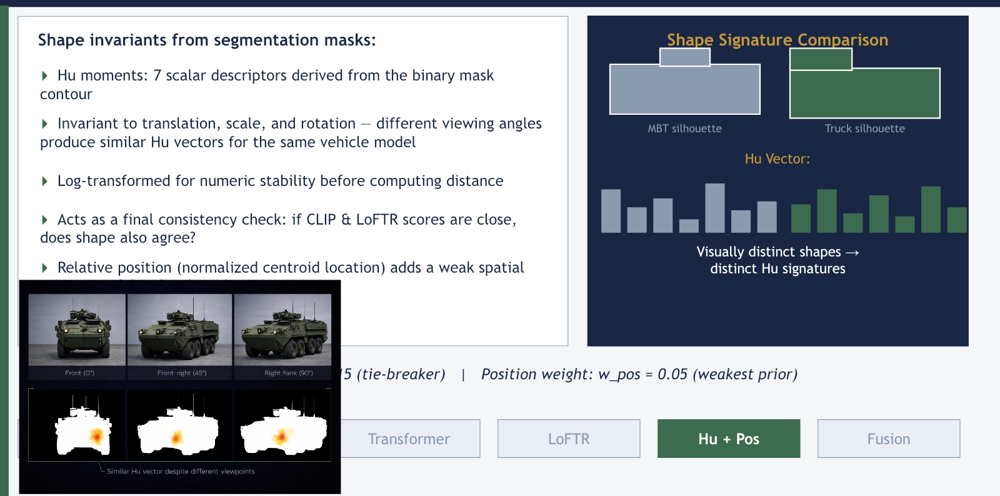 Shape invariants from segmentation masks:
Hu moments: 7 scalar descriptors derived from the binary mask
contour
Invariant to translation, scale, and rotation — different viewing angles
produce similar Hu vectors for the same vehicle model
Log-transformed for numeric stability before computing distance
Acts as a final consistency check: if CLIP & LoFTR scores are close,
does shape also agree?
Relative position (normalized centroid location) adds a weak spatial
Shape Signature Comparison
MBT silhouette
Truck silhouette
Hu Vector:
Visually distinct shapes →
distinct Hu signatures
Front (0°)
Front-right (45°)
Right flank (90°)
Similar Hu vector despite different viewpoints
15 (tie-breaker) | Position weight: w_pos = 0.05 (weakest prior)
Transformer
LoFTR
Hu + Pos
Fusion